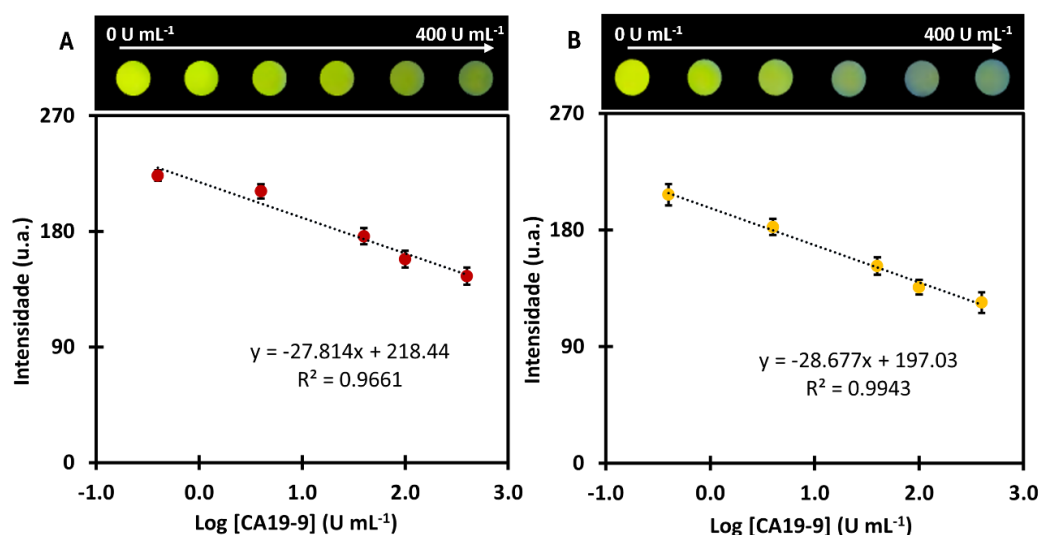 A
0 U mL⁻¹
400 U mL⁻¹
270
180
90
0
Intensidade (u.a.)
y = -27.814x + 218.44
R² = 0.9661
-1.0 0.0 1.0 2.0 3.0
Log [CA19-9] (U mL⁻¹)
B
0 U mL⁻¹
400 U mL⁻¹
270
180
90
0
Intensidade (u.a.)
y = -28.677x + 197.03
R² = 0.9943
-1.0 0.0 1.0 2.0 3.0
Log [CA19-9] (U mL⁻¹)